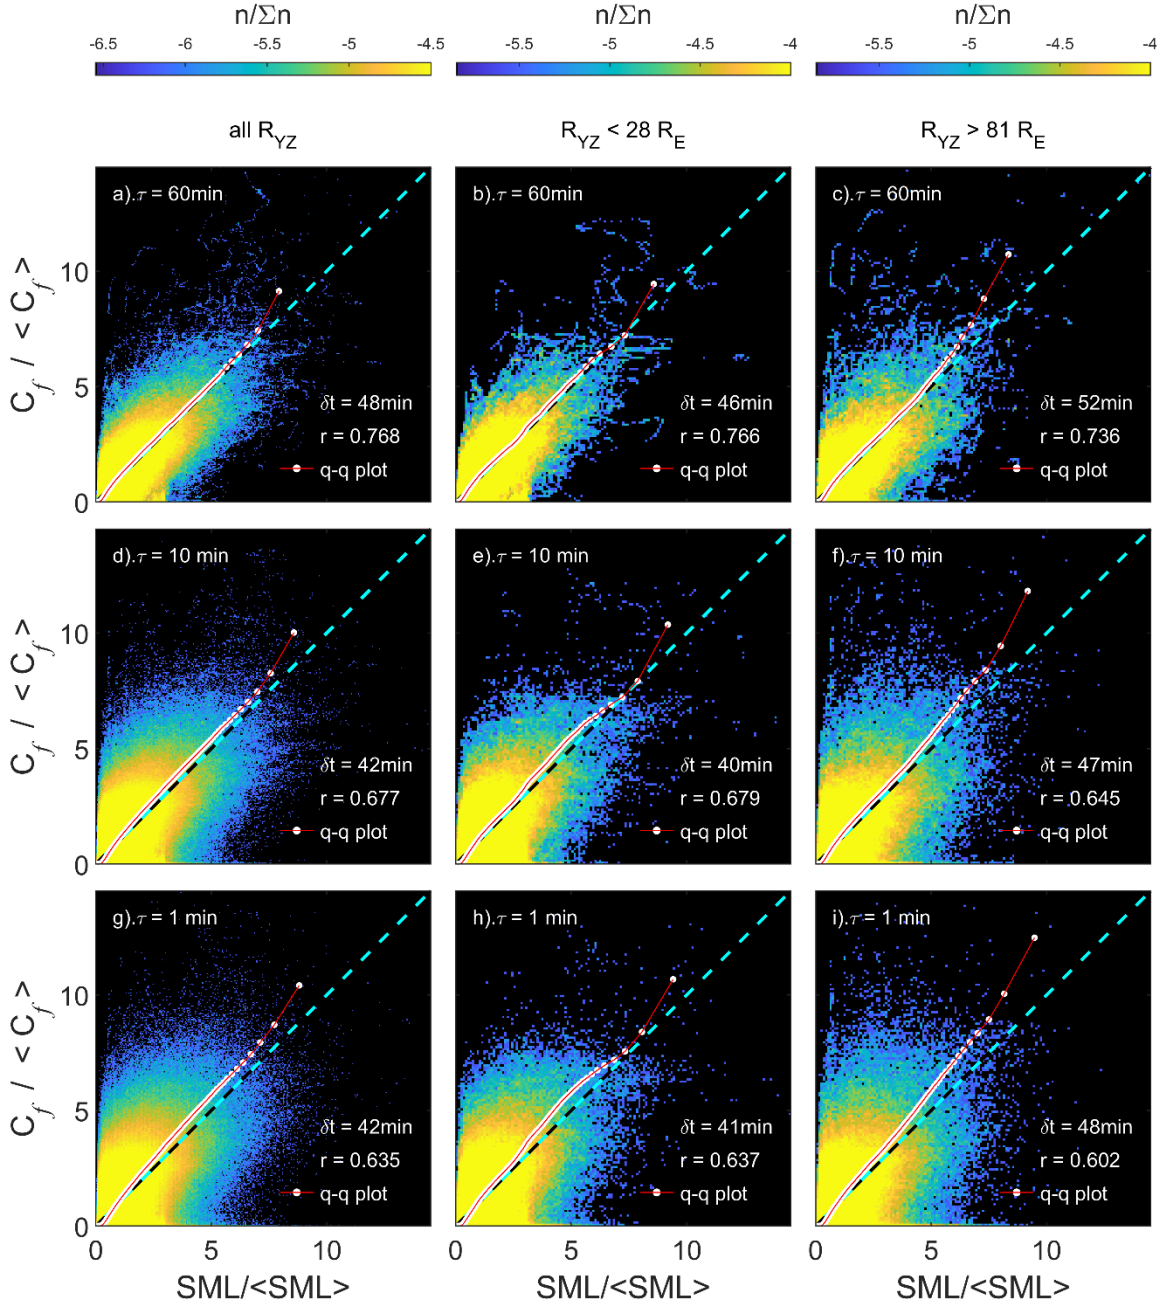 n/Σn n/Σn n/Σn
-6.5 -6 -5.5 -5 -4.5 -5.5 -5 -4.5 -4 -5.5 -5 -4.5 -4
all R_YZ R_YZ < 28 R_E R_YZ > 81 R_E
a).τ = 60min b).τ = 60min c).τ = 60min
10
C_f / < C_f >
5
δt = 48min δt = 46min δt = 52min
r = 0.768 r = 0.766 r = 0.736
q-q plot q-q plot q-q plot
0
d).τ = 10 min e).τ = 10 min f).τ = 10 min
10
C_f / < C_f >
5
δt = 42min δt = 40min δt = 47min
r = 0.677 r = 0.679 r = 0.645
q-q plot q-q plot q-q plot
0
g).τ = 1 min h).τ = 1 min i).τ = 1 min
10
C_f / < C_f >
5
δt = 42min δt = 41min δt = 48min
r = 0.635 r = 0.637 r = 0.602
q-q plot q-q plot q-q plot
0
0 5 10 0 5 10 0 5 10
SML/<SML> SML/<SML> SML/<SML>